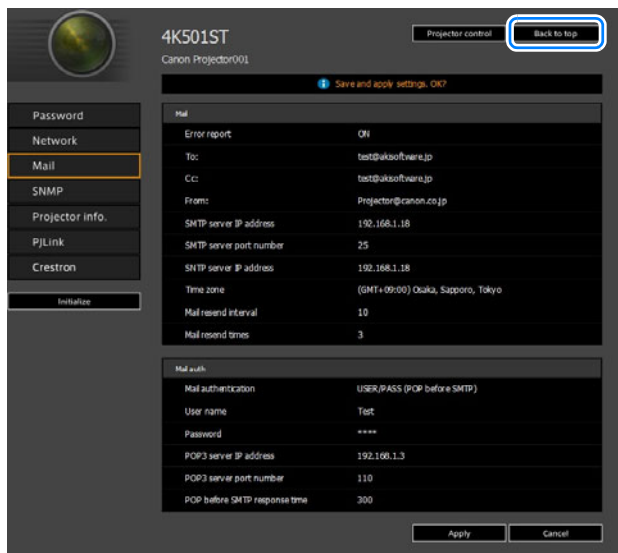 4K501ST
Projector control
Back to top
Canon Projector001
Save and apply settings. OK?
Password
Network
Mail
SNMP
Projector info.
PJLink
Crestron
Initialize
Mail
Error report ON
To: test@aksoftware.jp
Cc: test@aksoftware.jp
From: Projector@canon.co.jp
SMTP server IP address 192.168.1.18
SMTP server port number 25
SNTP server IP address 192.168.1.18
Time zone (GMT+09:00) Osaka, Sapporo, Tokyo
Mail resend interval 10
Mail resend times 3
Mail auth
Mail authentication USER/PASS (POP before SMTP)
User name Test
Password ****
POP3 server IP address 192.168.1.3
POP3 server port number 110
POP before SMTP response time 300
Apply
Cancel